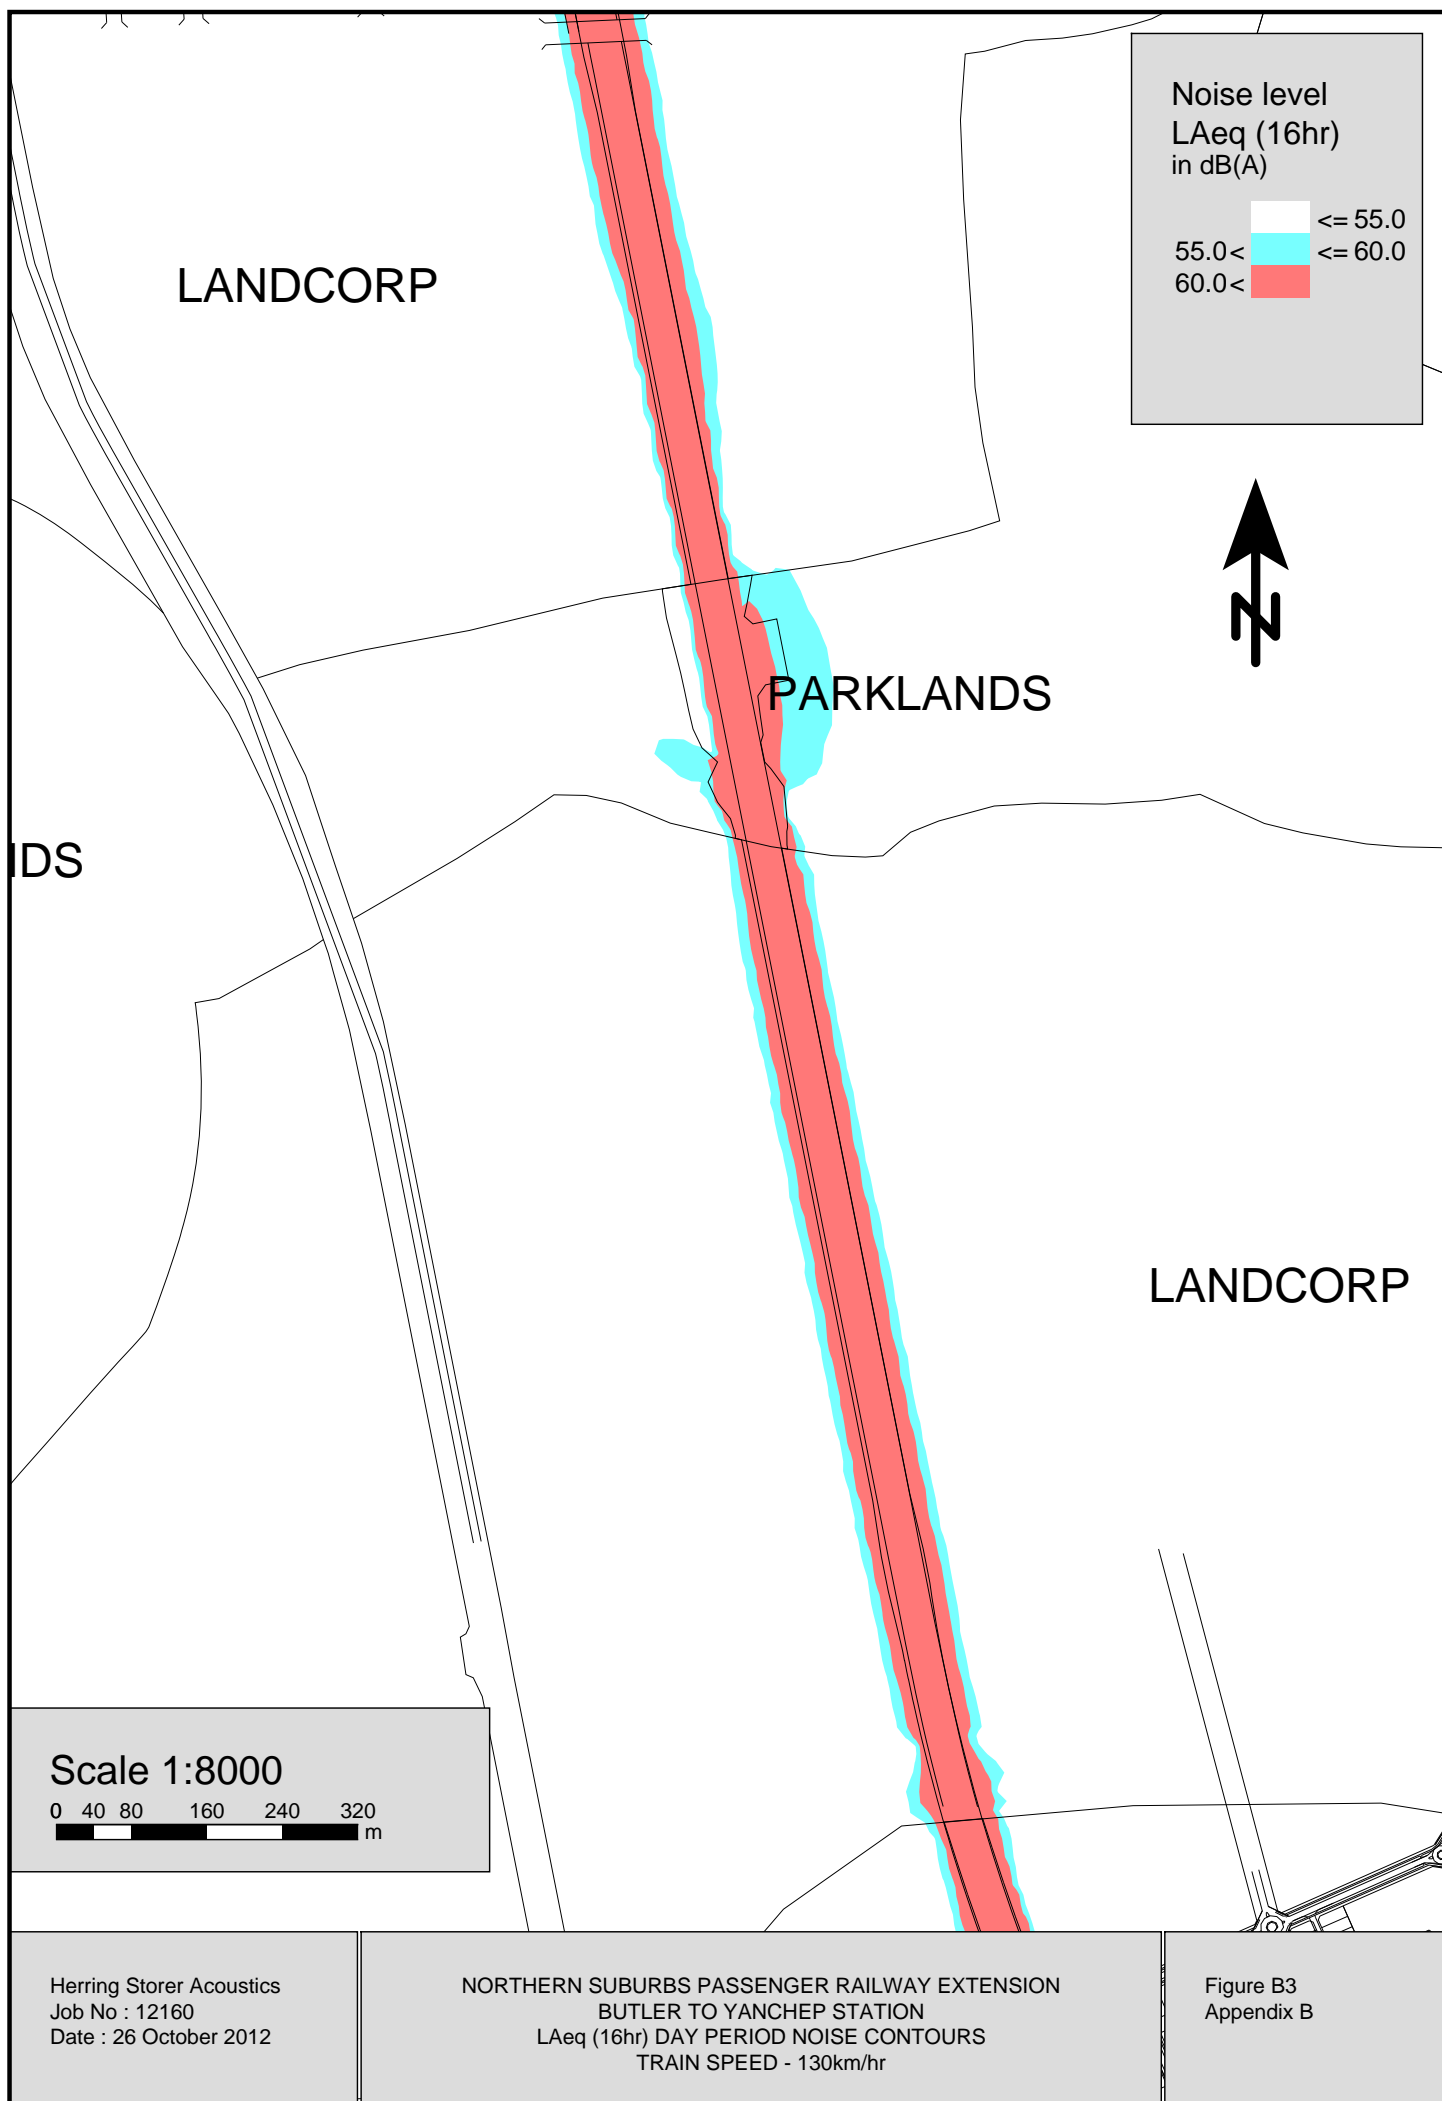 Noise level
LAeq (16hr)
in dB(A)
<= 55.0
55.0< <= 60.0
60.0<
LANDCORP
N
PARKLANDS
IDS
LANDCORP
Scale 1:8000
0 40 80 160 240 320
m
Herring Storer Acoustics
Job No : 12160
Date : 26 October 2012
NORTHERN SUBURBS PASSENGER RAILWAY EXTENSION
BUTLER TO YANCHEP STATION
LAeq (16hr) DAY PERIOD NOISE CONTOURS
TRAIN SPEED - 130km/hr
Figure B3
Appendix B